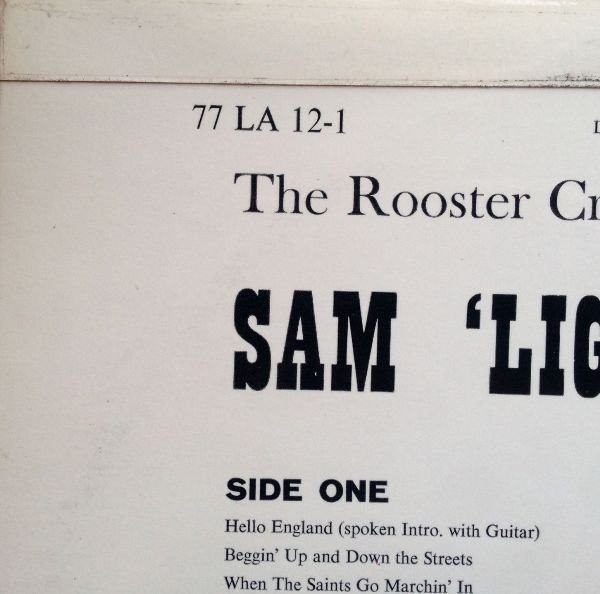 77 LA 12-1
The Rooster Cr
SAM 'LIG
SIDE ONE
Hello England (spoken Intro. with Guitar)
Beggin' Up and Down the Streets
When The Saints Go Marchin' In